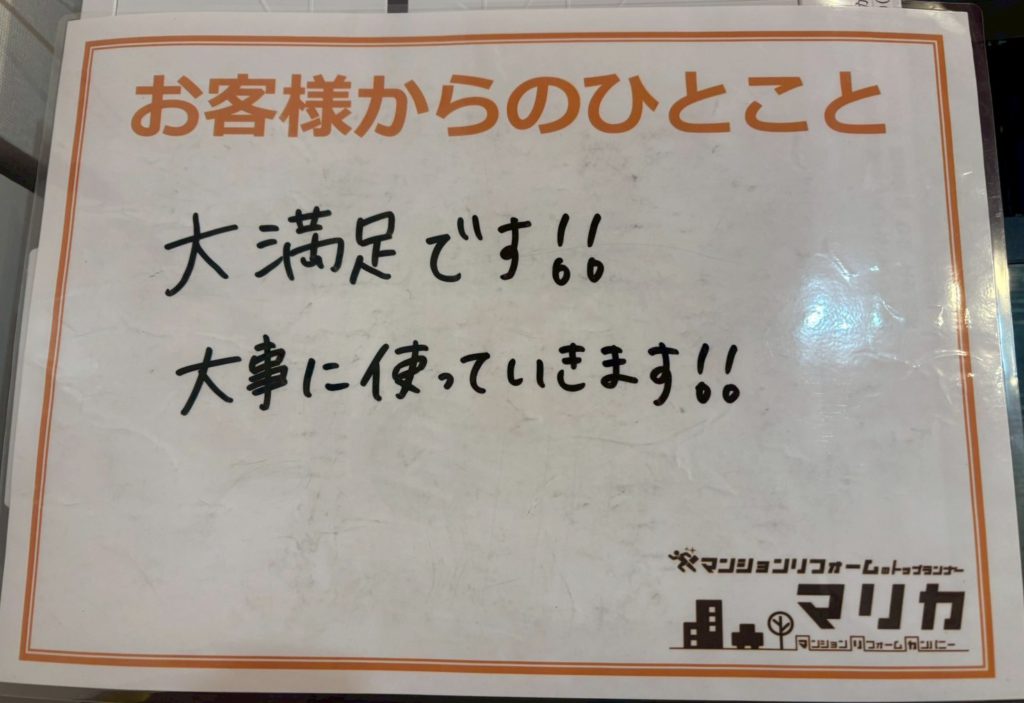 お客様からのひとこと
大満足です!!
大事に使っていきます!!
マンションリフォームのトップランナー
マリカ
マンションリフォームカンパニー